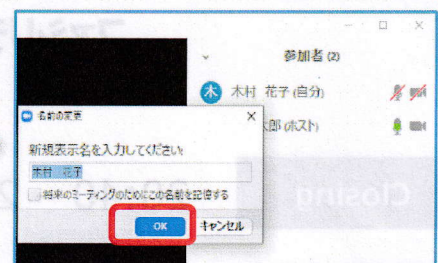 参加者 (2)
木 木村 花子 (自分)
太郎 (ホスト)
名前の変更
新規表示名を入力してください:
木村 花子
将来のミーティングのためにこの名前を記憶する
OK キャンセル
Closing